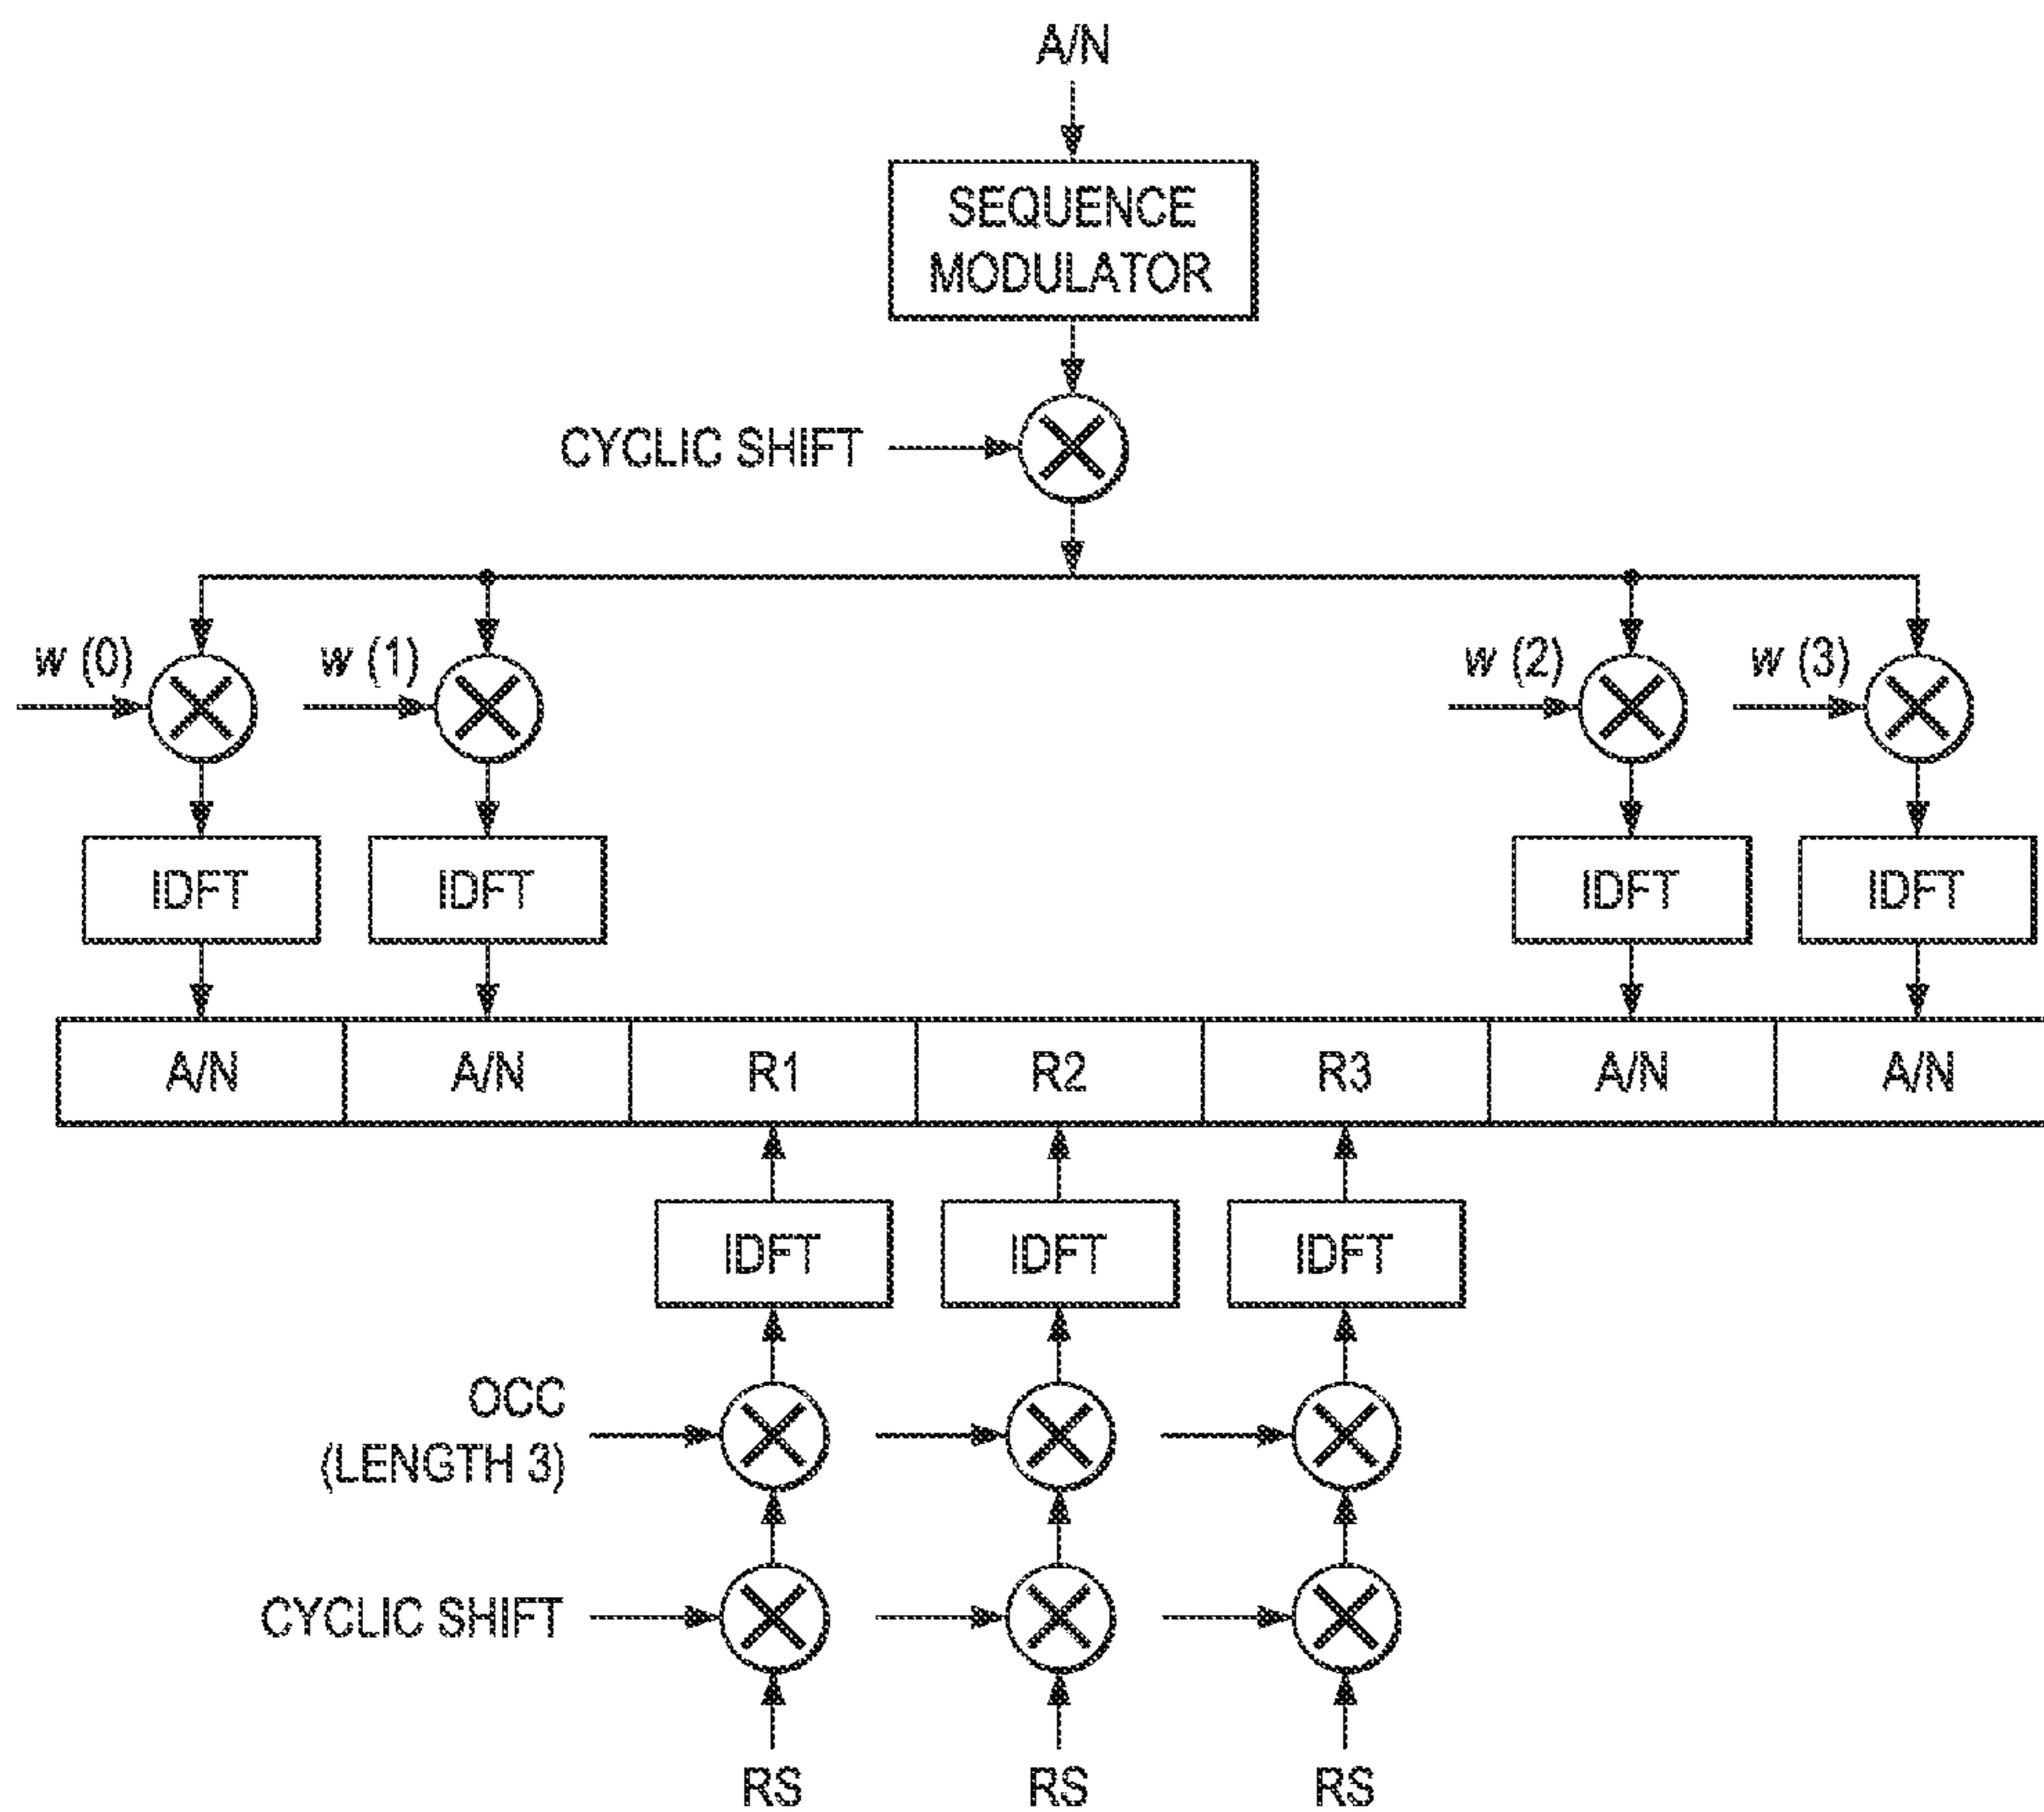 A/N
SEQUENCE
MODULATOR
CYCLIC SHIFT
w (0) w (1) w (2) w (3)
IDFT IDFT IDFT IDFT
A/N A/N R1 R2 R3 A/N A/N
IDFT IDFT IDFT
OCC
(LENGTH 3)
CYCLIC SHIFT
RS RS RS